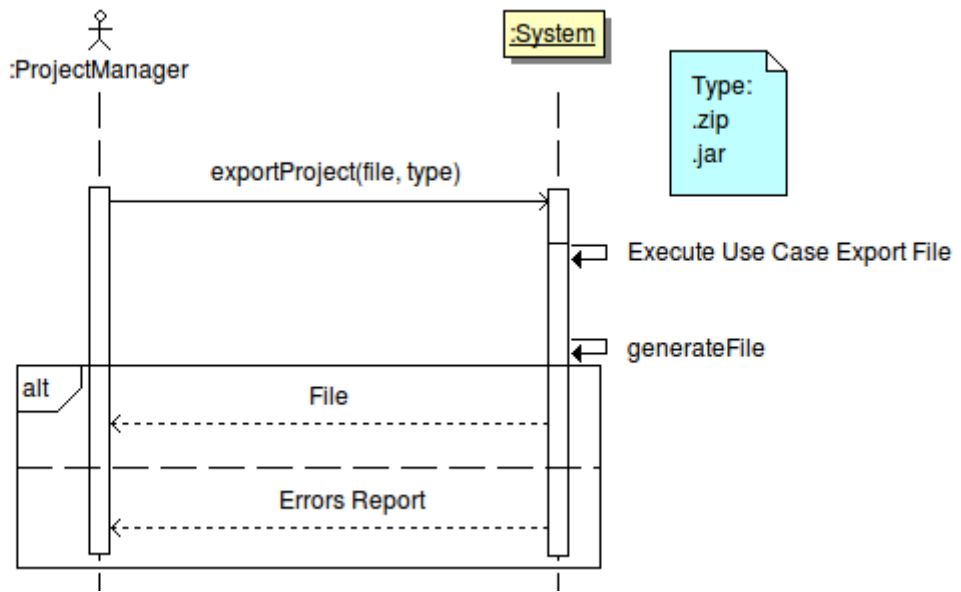 :ProjectManager
:System
Type:
.zip
.jar
exportProject(file, type)
Execute Use Case Export File
generateFile
alt
File
Errors Report